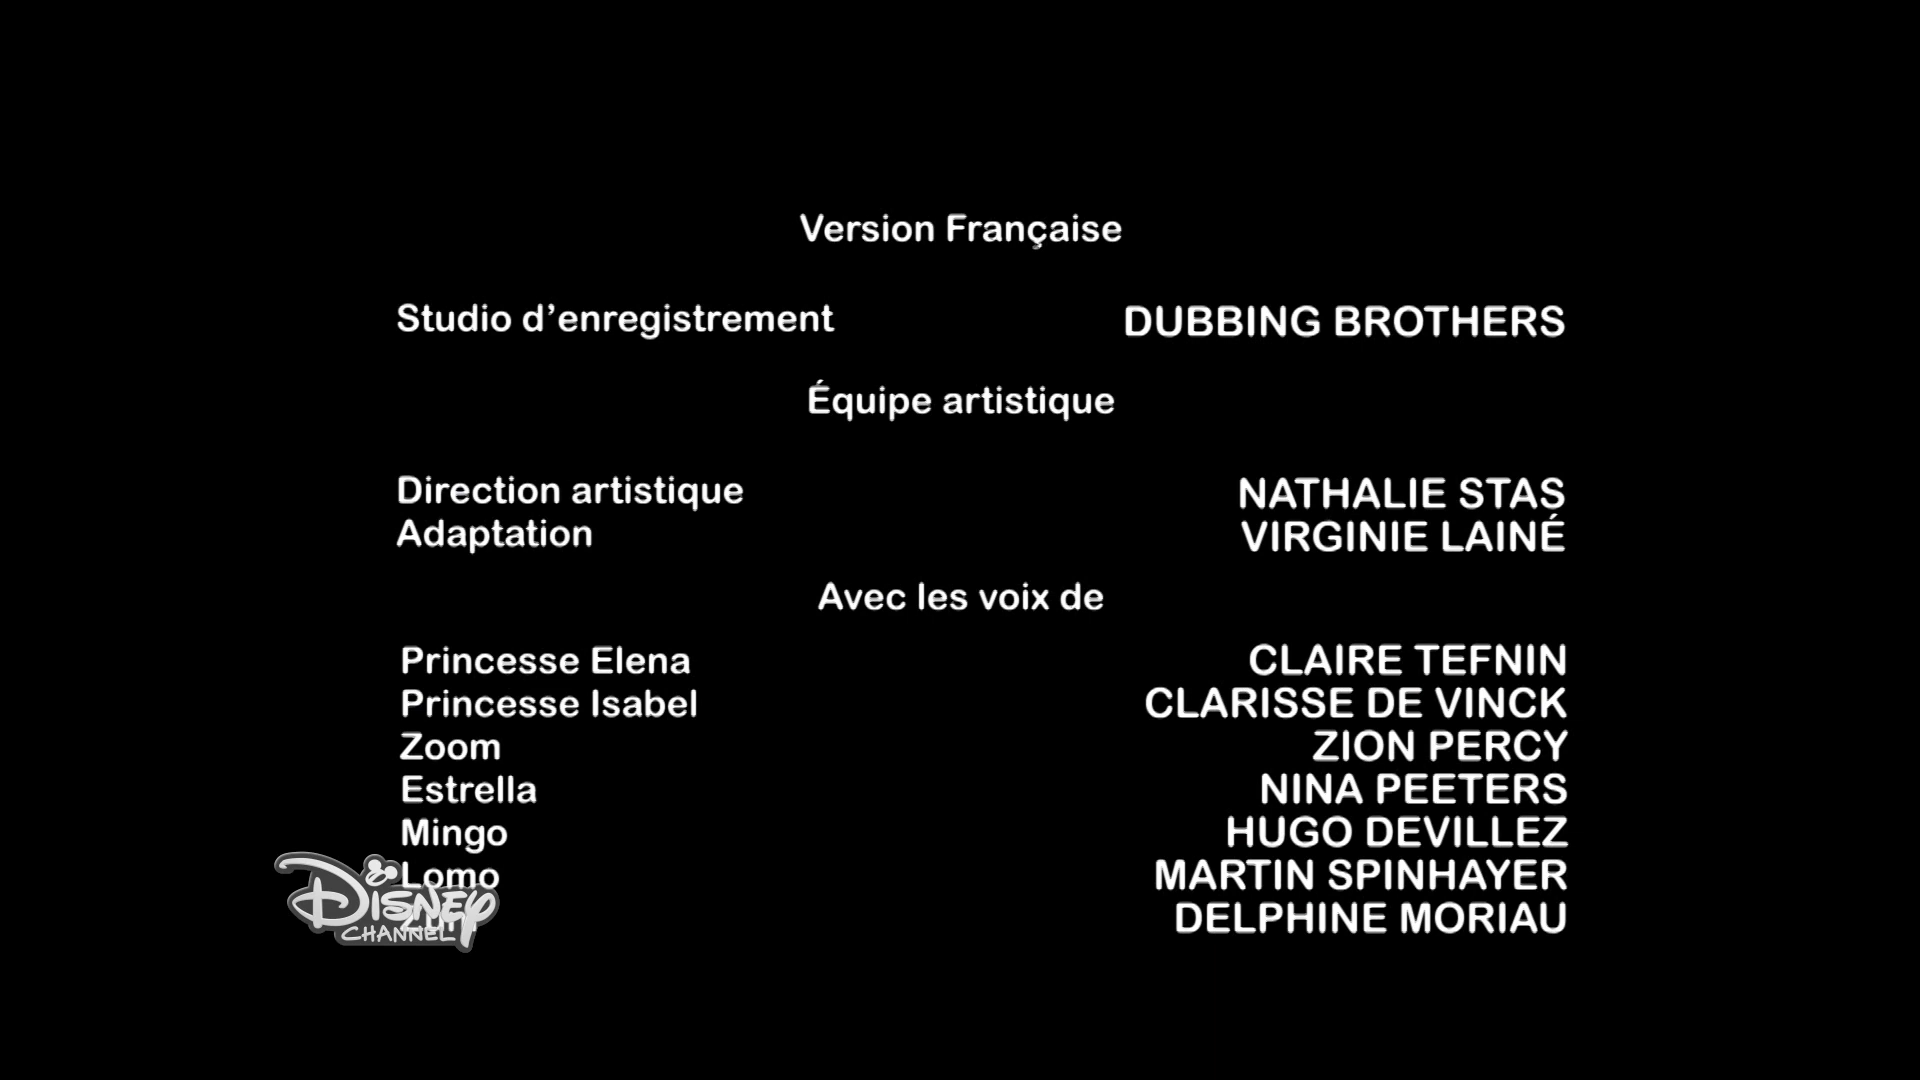 Version Française
Studio d’enregistrement DUBBING BROTHERS
Équipe artistique
Direction artistique NATHALIE STAS
Adaptation VIRGINIE LAINÉ
Avec les voix de
Princesse Elena CLAIRE TEFNIN
Princesse Isabel CLARISSE DE VINCK
Zoom ZION PERCY
Estrella NINA PEETERS
Mingo HUGO DEVILLEZ
Lomo MARTIN SPINHAYER
DELPHINE MORIAU
DISNEY
CHANNEL